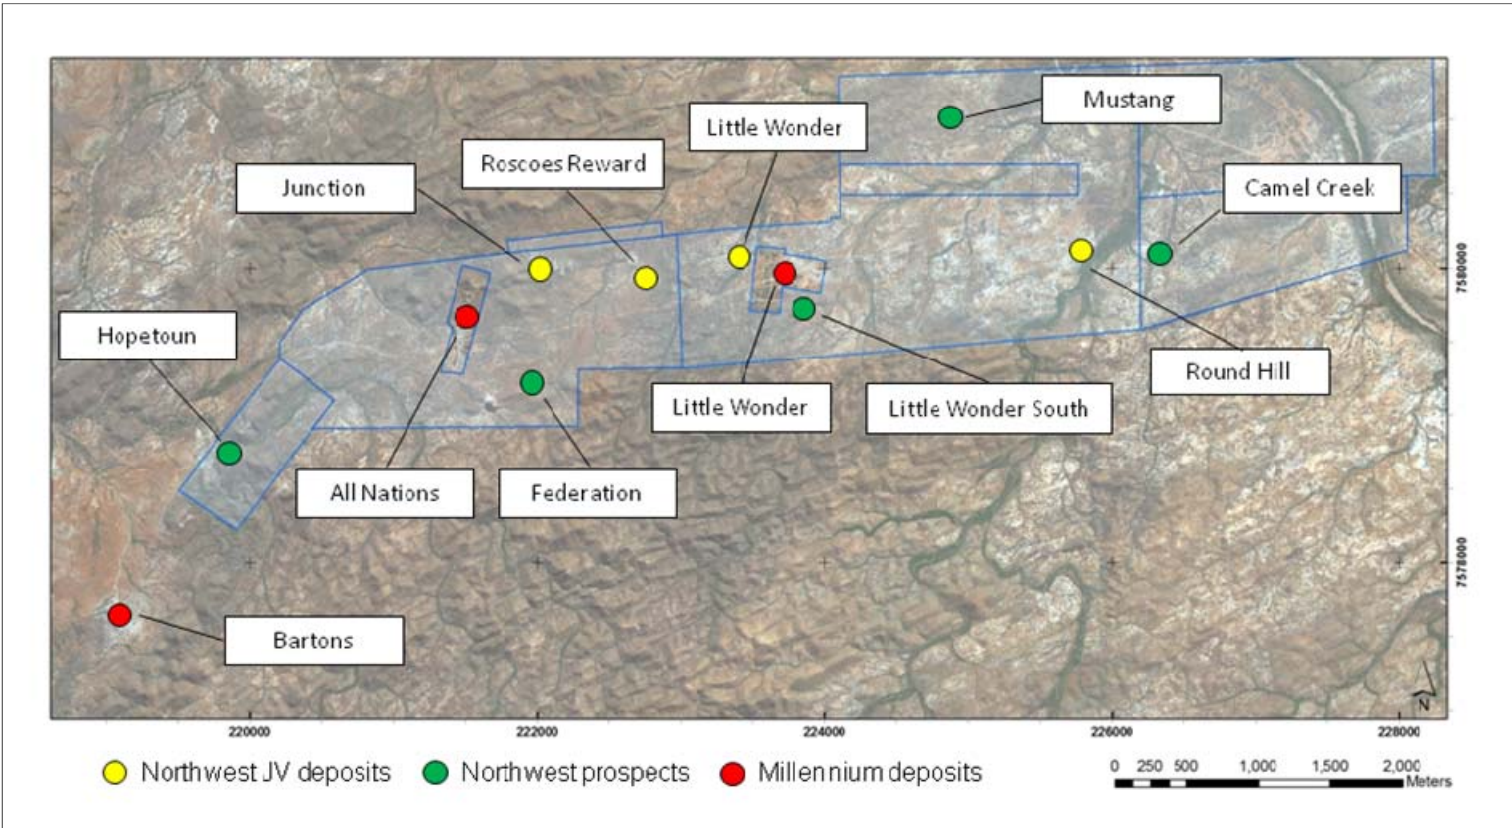 Mustang
Little Wonder
Roscoes Reward
Junction
Camel Creek
7580000
Hopetoun
Round Hill
Little Wonder
Little Wonder South
All Nations
Federation
7578000
Bartons
N
220000
222000
224000
226000
228000
Northwest JV deposits
Northwest prospects
Millennium deposits
0 250 500 1,000 1,500 2,000
Meters